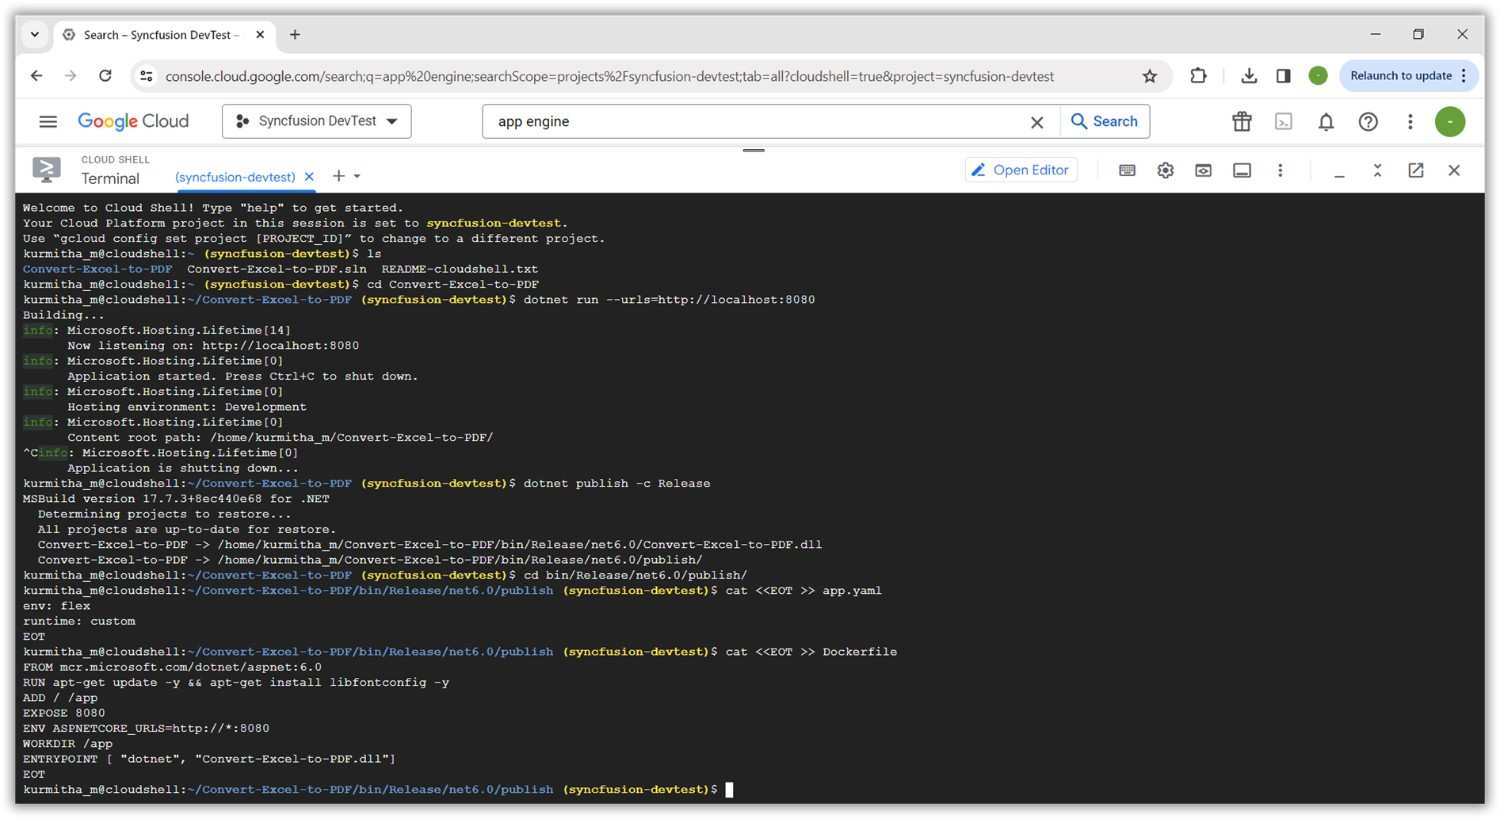 Search – Syncfusion DevTest –
console.cloud.google.com/search;q=app%20engine;searchScope=projects%2Fsyncfusion-devtest;tab=all?cloudshell=true&project=syncfusion-devtest
Relaunch to update
Google Cloud
Syncfusion DevTest
app engine
Search
CLOUD SHELL
Terminal
(syncfusion-devtest)
Open Editor
Welcome to Cloud Shell! Type "help" to get started.
Your Cloud Platform project in this session is set to syncfusion-devtest.
Use “gcloud config set project [PROJECT_ID]” to change to a different project.
kurmitha_m@cloudshell:~ (syncfusion-devtest)$ ls
Convert-Excel-to-PDF  Convert-Excel-to-PDF.sln  README-cloudshell.txt
kurmitha_m@cloudshell:~ (syncfusion-devtest)$ cd Convert-Excel-to-PDF
kurmitha_m@cloudshell:~/Convert-Excel-to-PDF (syncfusion-devtest)$ dotnet run --urls=http://localhost:8080
Building...
info: Microsoft.Hosting.Lifetime[14]
      Now listening on: http://localhost:8080
info: Microsoft.Hosting.Lifetime[0]
      Application started. Press Ctrl+C to shut down.
info: Microsoft.Hosting.Lifetime[0]
      Hosting environment: Development
info: Microsoft.Hosting.Lifetime[0]
      Content root path: /home/kurmitha_m/Convert-Excel-to-PDF/
^Cinfo: Microsoft.Hosting.Lifetime[0]
      Application is shutting down...
kurmitha_m@cloudshell:~/Convert-Excel-to-PDF (syncfusion-devtest)$ dotnet publish -c Release
MSBuild version 17.7.3+8ec440e68 for .NET
  Determining projects to restore...
  All projects are up-to-date for restore.
  Convert-Excel-to-PDF -> /home/kurmitha_m/Convert-Excel-to-PDF/bin/Release/net6.0/Convert-Excel-to-PDF.dll
  Convert-Excel-to-PDF -> /home/kurmitha_m/Convert-Excel-to-PDF/bin/Release/net6.0/publish/
kurmitha_m@cloudshell:~/Convert-Excel-to-PDF (syncfusion-devtest)$ cd bin/Release/net6.0/publish/
kurmitha_m@cloudshell:~/Convert-Excel-to-PDF/bin/Release/net6.0/publish (syncfusion-devtest)$ cat <<EOT >> app.yaml
env: flex
runtime: custom
EOT
kurmitha_m@cloudshell:~/Convert-Excel-to-PDF/bin/Release/net6.0/publish (syncfusion-devtest)$ cat <<EOT >> Dockerfile
FROM mcr.microsoft.com/dotnet/aspnet:6.0
RUN apt-get update -y && apt-get install libfontconfig -y
ADD / /app
EXPOSE 8080
ENV ASPNETCORE_URLS=http://*:8080
WORKDIR /app
ENTRYPOINT [ "dotnet", "Convert-Excel-to-PDF.dll"]
EOT
kurmitha_m@cloudshell:~/Convert-Excel-to-PDF/bin/Release/net6.0/publish (syncfusion-devtest)$